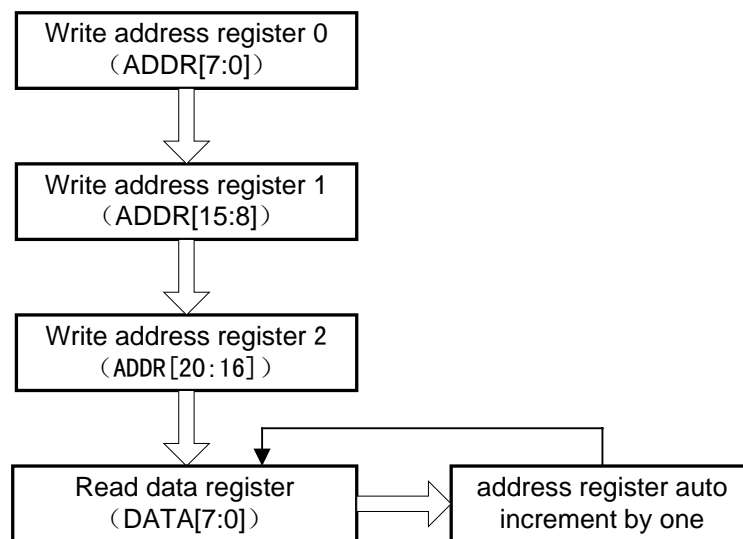 Write address register 0
（ADDR[7:0]）
Write address register 1
（ADDR[15:8]）
Write address register 2
（ADDR[20:16]）
Read data register
（DATA[7:0]）
address register auto
increment by one